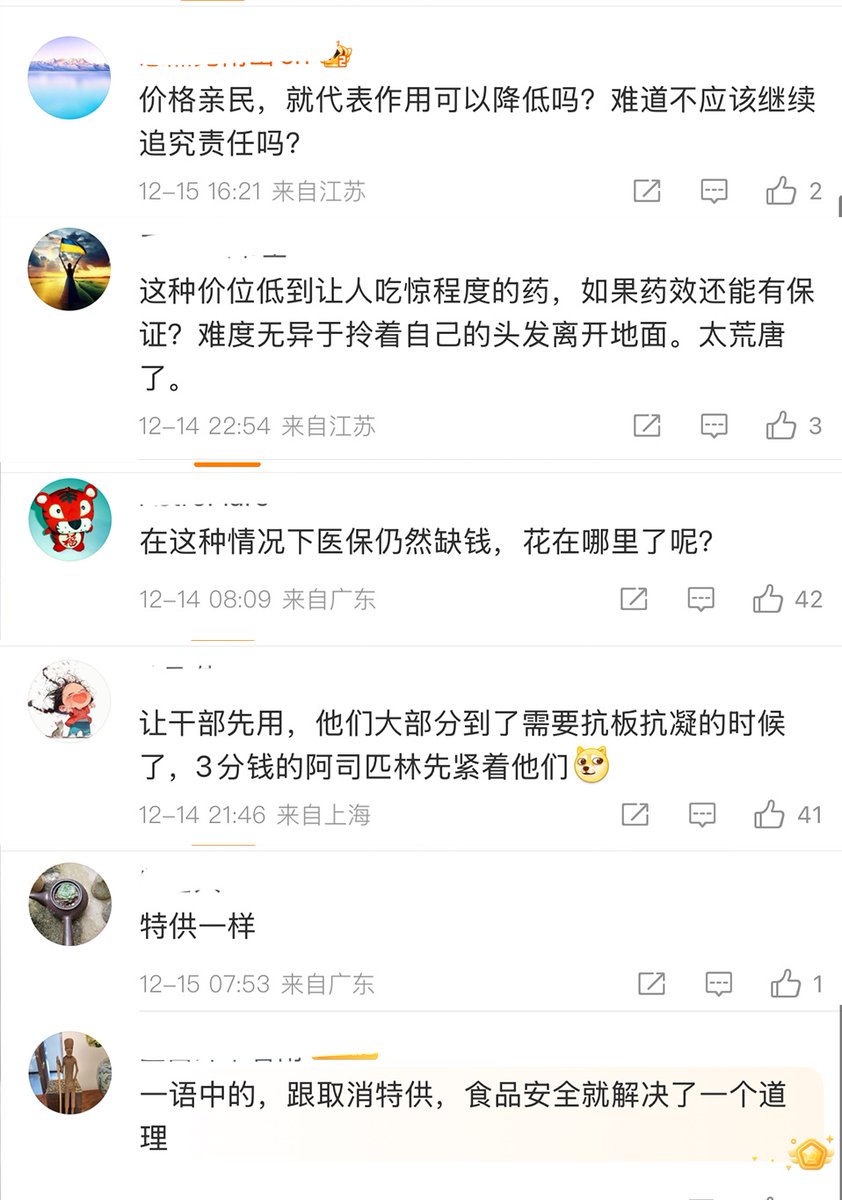 价格亲民，就代表作用可以降低吗？难道不应该继续
追究责任吗？
12-15 16:21 来自江苏
2
这种价位低到让人吃惊程度的药，如果药效还能有保
证？难度无异于拎着自己的头发离开地面。太荒唐
了。
12-14 22:54 来自江苏
3
在这种情况下医保仍然缺钱，花在哪里了呢？
12-14 08:09 来自广东
42
让干部先用，他们大部分到了需要抗板抗凝的时候
了，3分钱的阿司匹林先紧着他们
12-14 21:46 来自上海
41
特供一样
12-15 07:53 来自广东
1
一语中的，跟取消特供，食品安全就解决了一个道
理